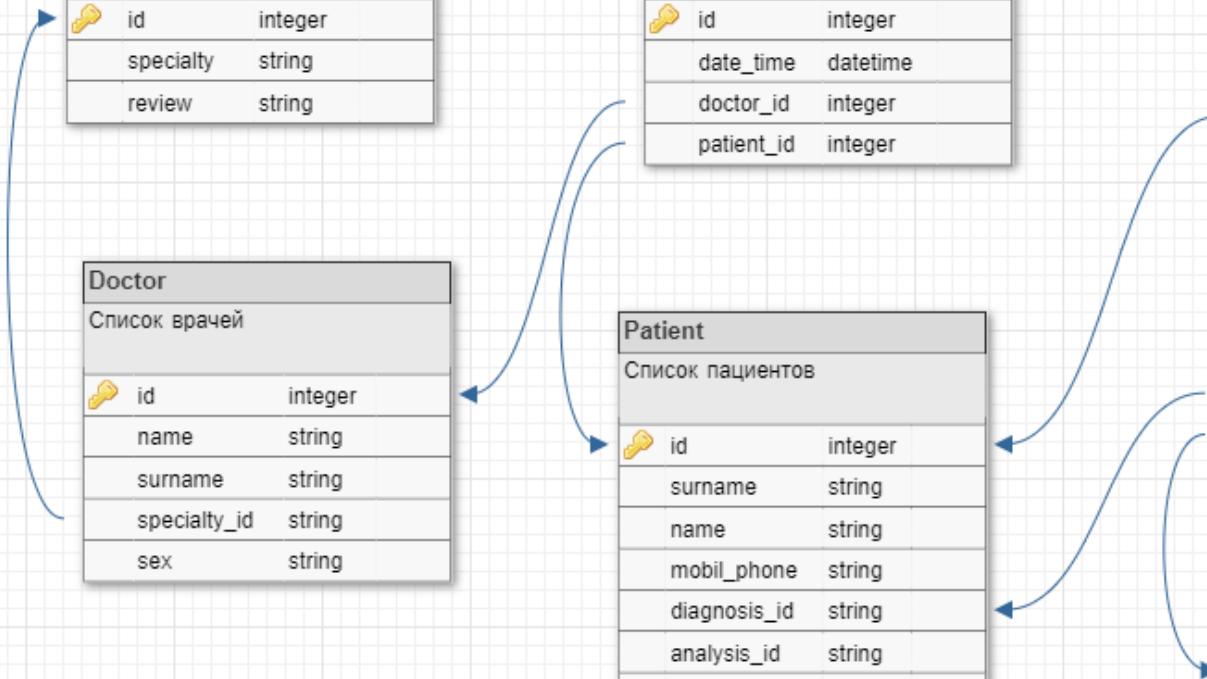 id integer
specialty string
review string
id integer
date_time datetime
doctor_id integer
patient_id integer
Doctor
Список врачей
id integer
name string
surname string
specialty_id string
sex string
Patient
Список пациентов
id integer
surname string
name string
mobil_phone string
diagnosis_id string
analysis_id string